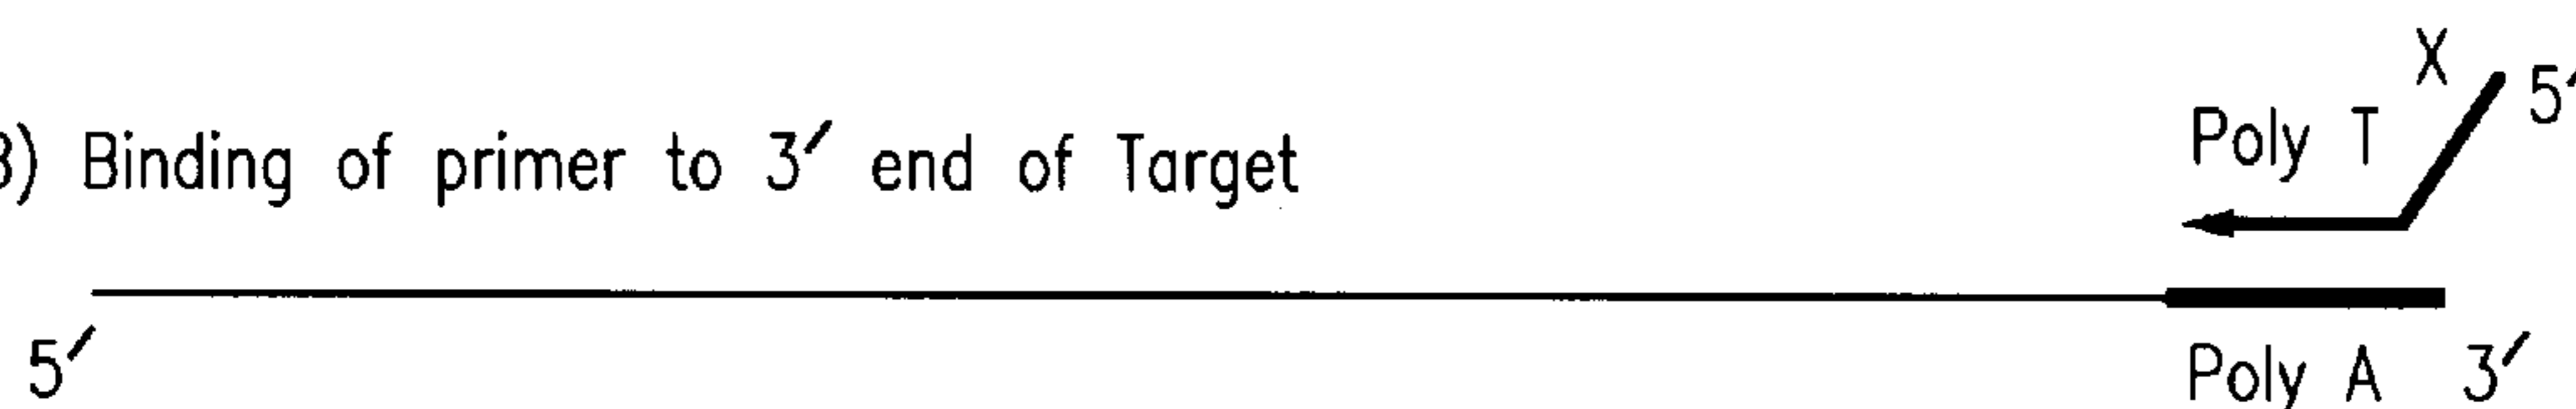 X
5′
Poly T
3) Binding of primer to 3′ end of Target
5′
Poly A 3′